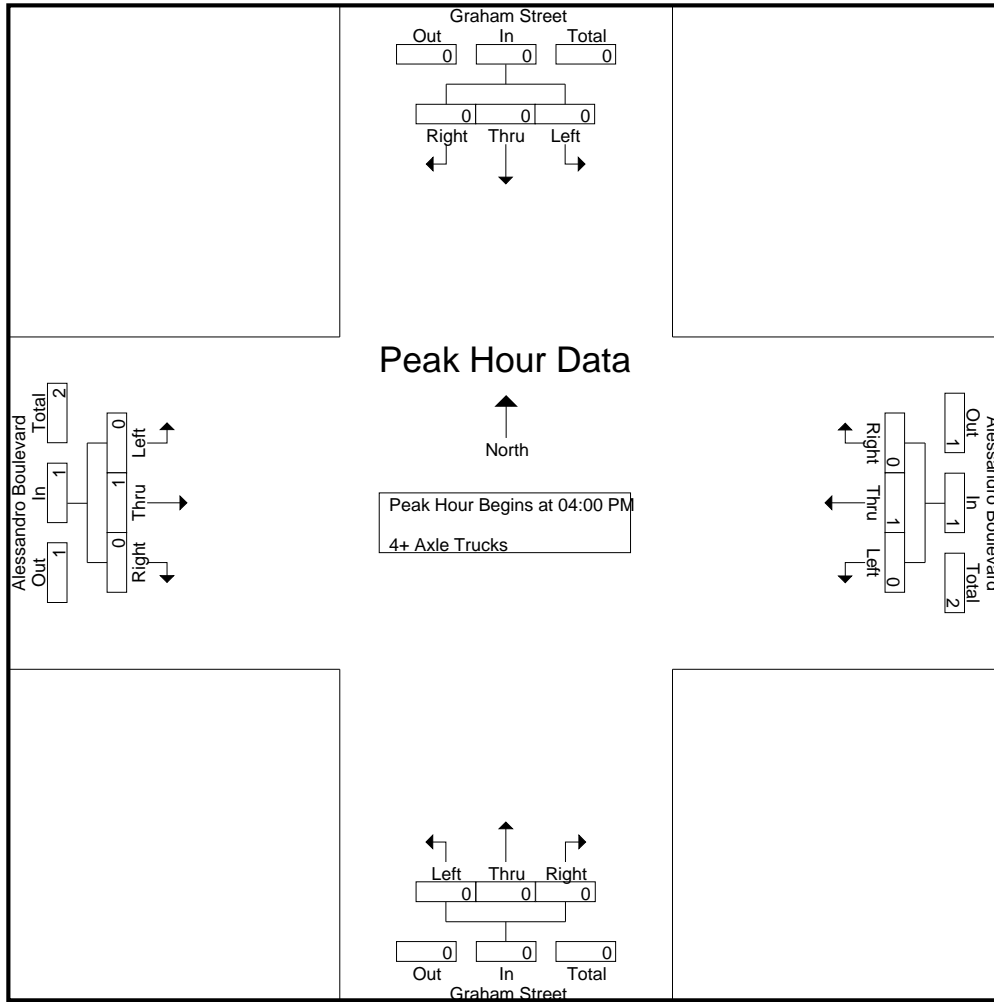 Graham Street
Out In Total
0 0 0
0 0 0
Right Thru Left
Peak Hour Data
North
Peak Hour Begins at 04:00 PM
4+ Axle Trucks
Alessandro Boulevard
Out In Total
1 1 2
0 1 0
Right Thru Left
Alessandro Boulevard
Out In Total
1 1 2
0 1 0
Right Thru Left
Left Thru Right
0 0 0
0 0 0
Out In Total
Graham Street